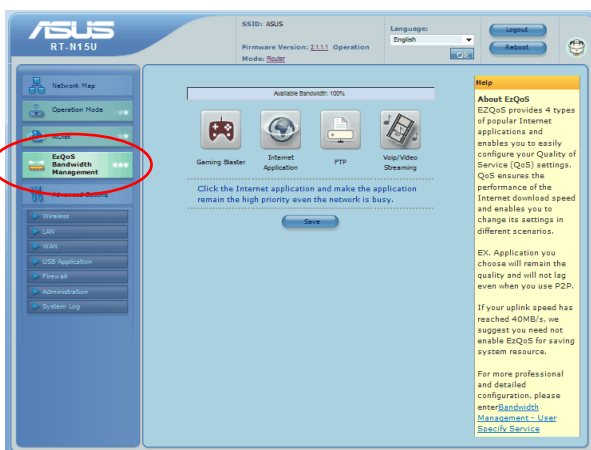 ASUS
RT-N15U
SSID: ASUS
Firmware Version: 2.1.1.1 Operation
Mode: Router
Language:
English
Logout
Reboot
Network Map
Operation Mode
AiDisk
EzQoS
Bandwidth
Management
Advanced Setting
Wireless
LAN
WAN
USB Application
Firewall
Administration
System Log
Available Bandwidth: 100%
Gaming Blaster
Internet
Application
FTP
Voip/Video
Streaming
Click the Internet application and make the application
remain the high priority even the network is busy.
Save
Help
About EzQoS
EZQoS provides 4 types
of popular Internet
applications and
enables you to easily
configure your Quality of
Service (QoS) settings.
QoS ensures the
performance of the
Internet download speed
and enables you to
change its settings in
different scenarios.
EX. Application you
choose will remain the
quality and will not lag
even when you use P2P.
If your uplink speed has
reached 40MB/s, we
suggest you need not
enable EzQoS for saving
system resource.
For more professional
and detailed
configuration, please
enterBandwidth
Management - User
Specify Service